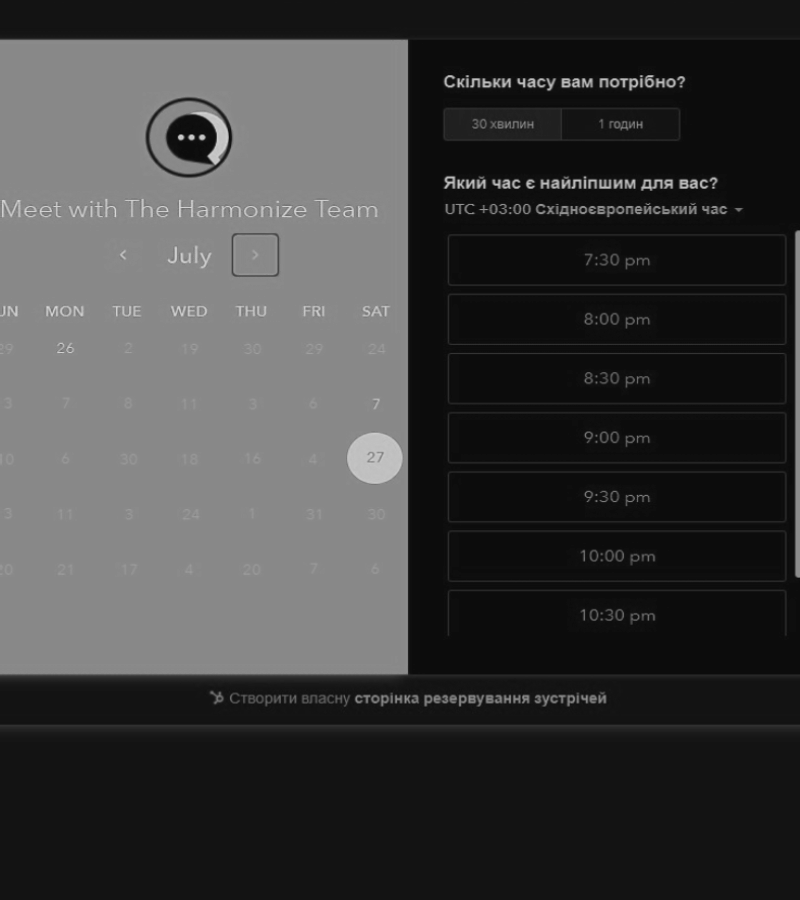 Meet with The Harmonize Team
July
UN MON TUE WED THU FRI SAT
29 26 2 19 30 29 24
3 7 8 11 3 6 7
10 6 30 18 16 4 27
3 11 3 24 1 31 30
20 21 17 4 20 7 6
Скільки часу вам потрібно?
30 хвилин 1 годин
Який час є найліпшим для вас?
UTC +03:00 Східноєвропейський час
7:30 pm
8:00 pm
8:30 pm
9:00 pm
9:30 pm
10:00 pm
10:30 pm
Створити власну сторінка резервування зустрічей